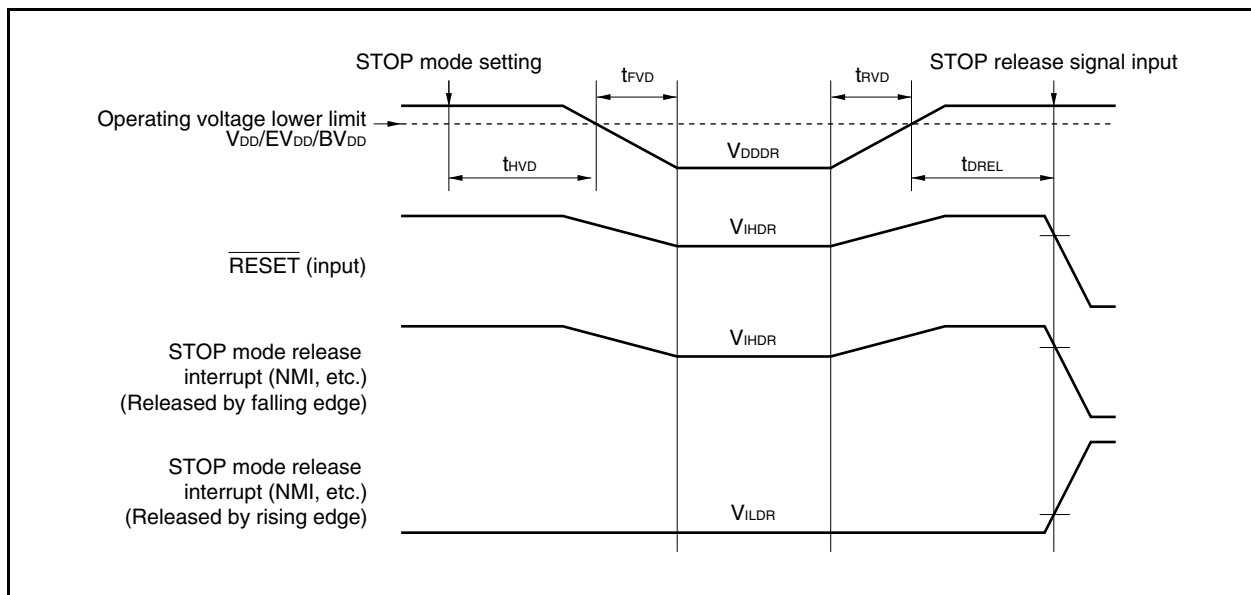 STOP mode setting
tFVD
tRVD
STOP release signal input
Operating voltage lower limit
VDD/EVDD/BVDD
VDDDR
tHVD
tDREL
VIHDR
RESET (input)
VIHDR
STOP mode release
interrupt (NMI, etc.)
(Released by falling edge)
STOP mode release
interrupt (NMI, etc.)
(Released by rising edge)
VILDR